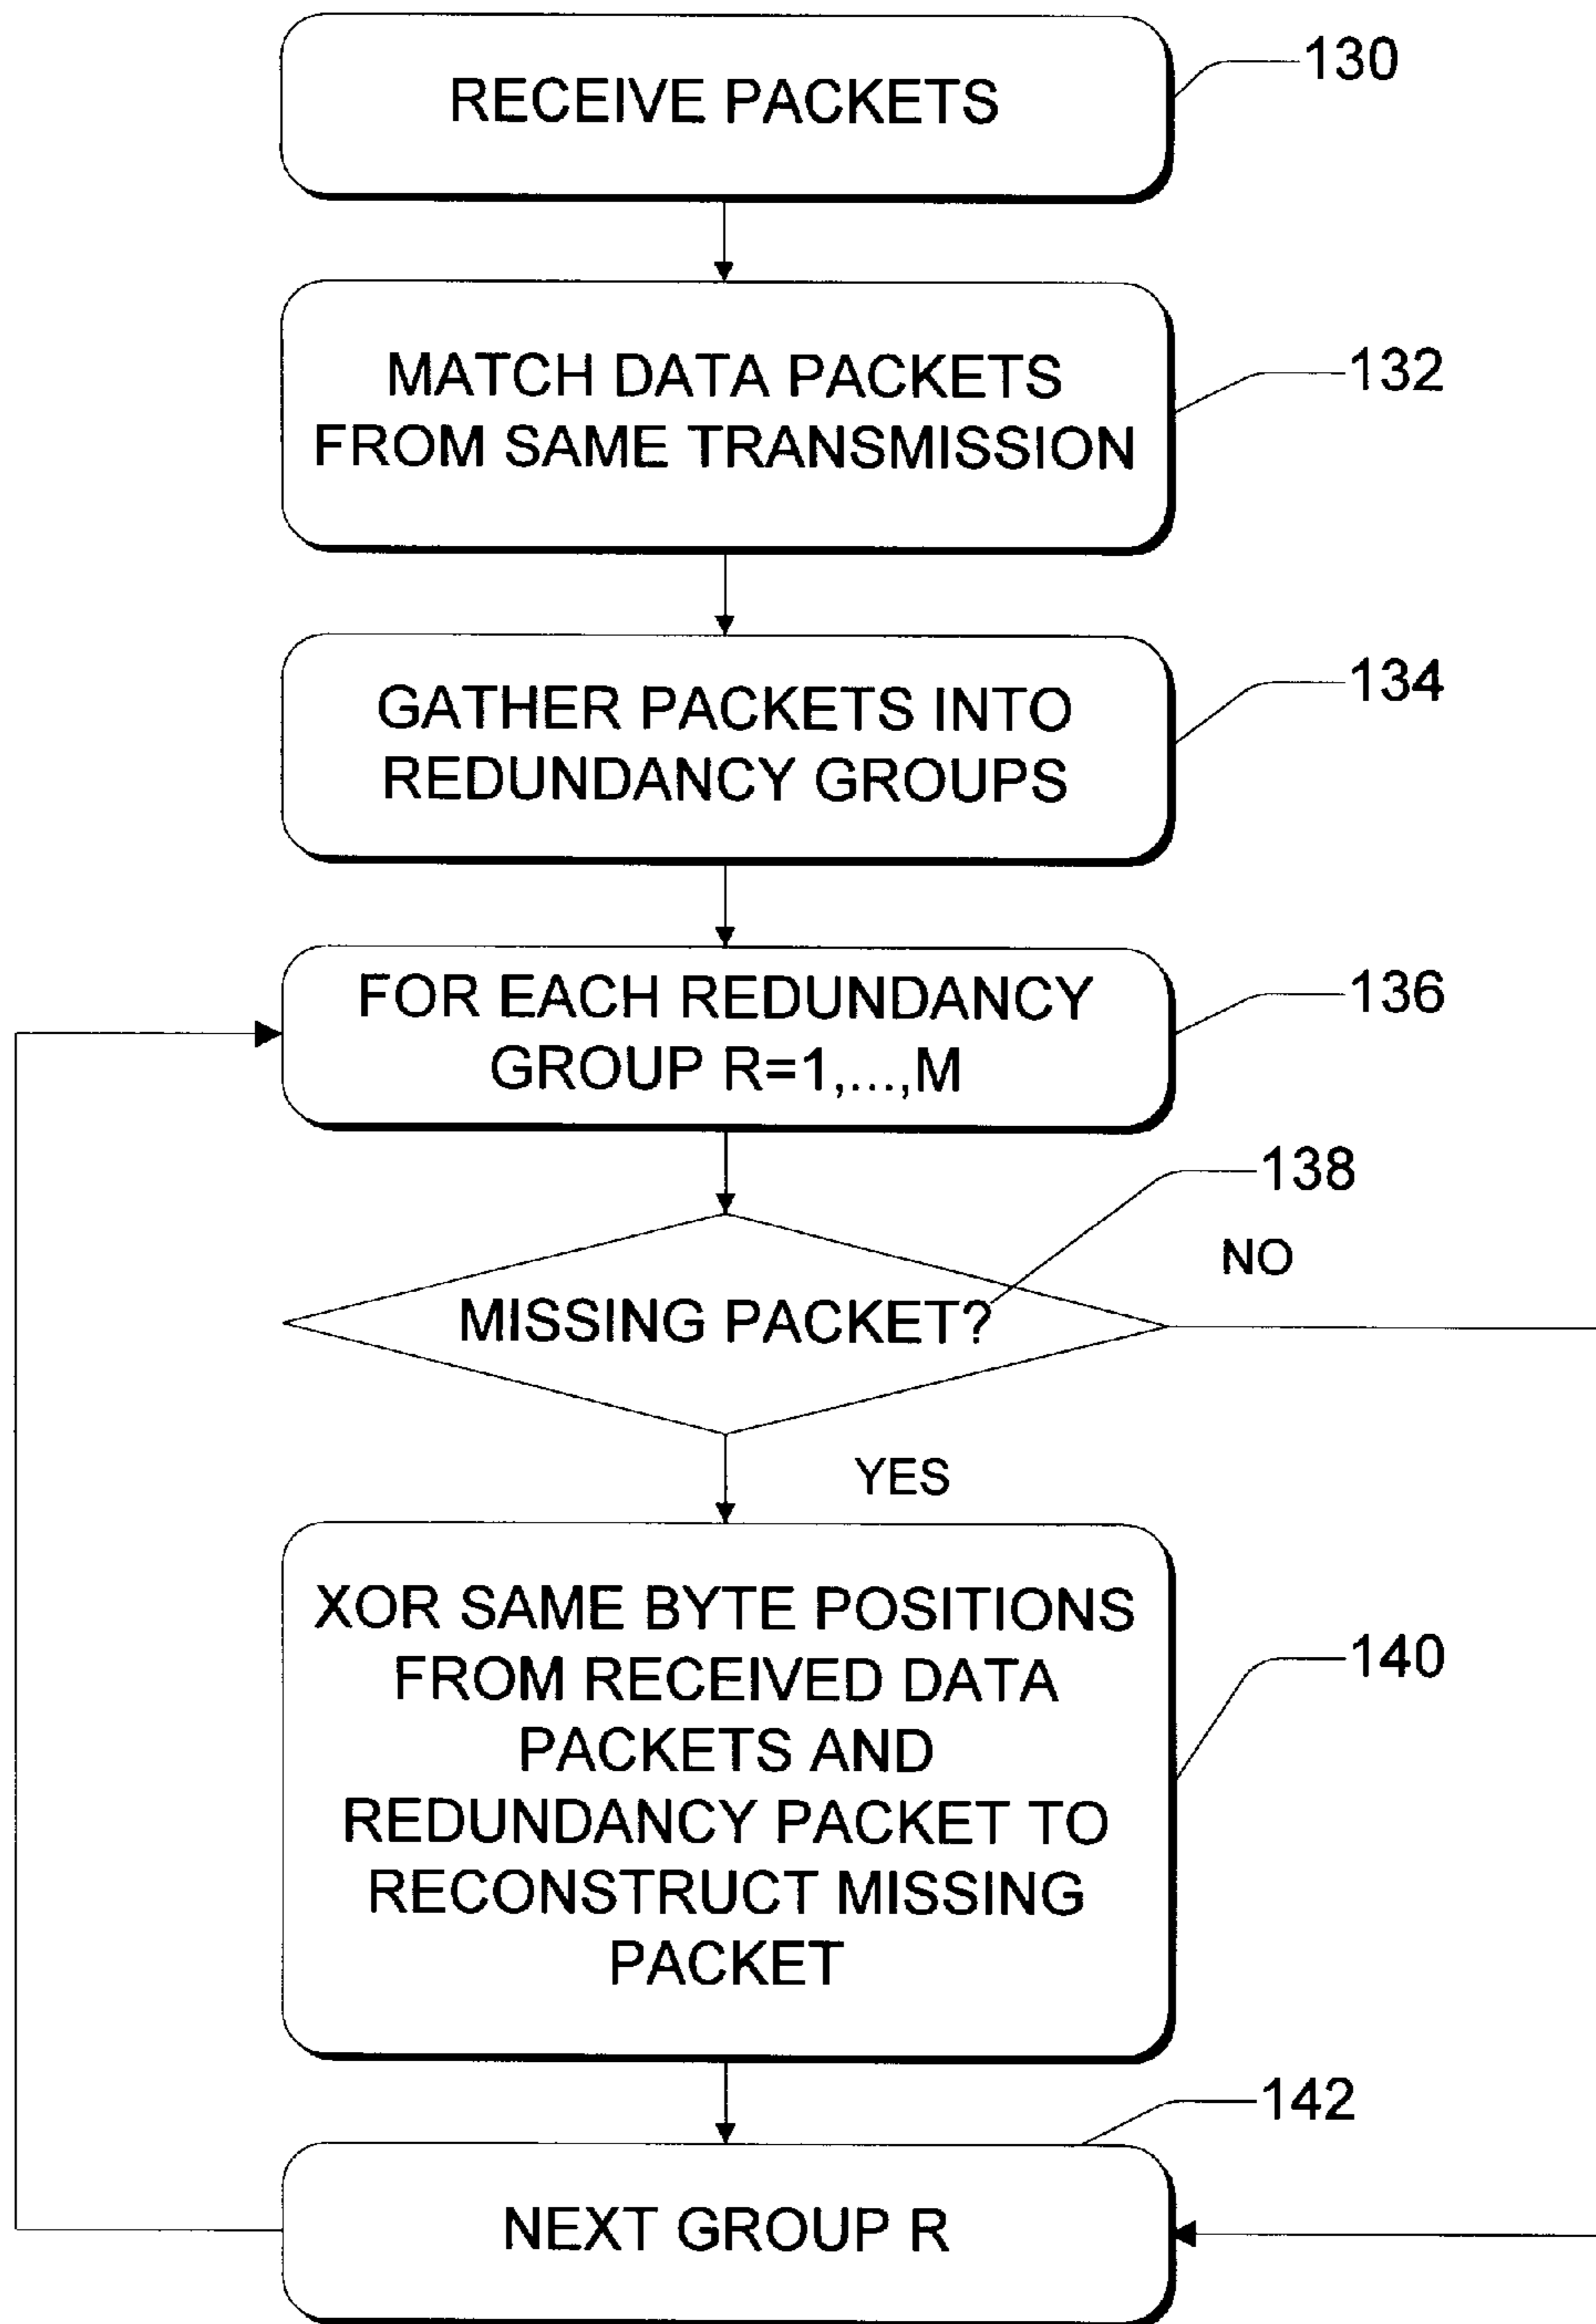 RECEIVE PACKETS
130
MATCH DATA PACKETS
FROM SAME TRANSMISSION
132
GATHER PACKETS INTO
REDUNDANCY GROUPS
134
FOR EACH REDUNDANCY
GROUP R=1,...,M
136
138
NO
MISSING PACKET?
YES
XOR SAME BYTE POSITIONS
FROM RECEIVED DATA
PACKETS AND
REDUNDANCY PACKET TO
RECONSTRUCT MISSING
PACKET
140
142
NEXT GROUP R